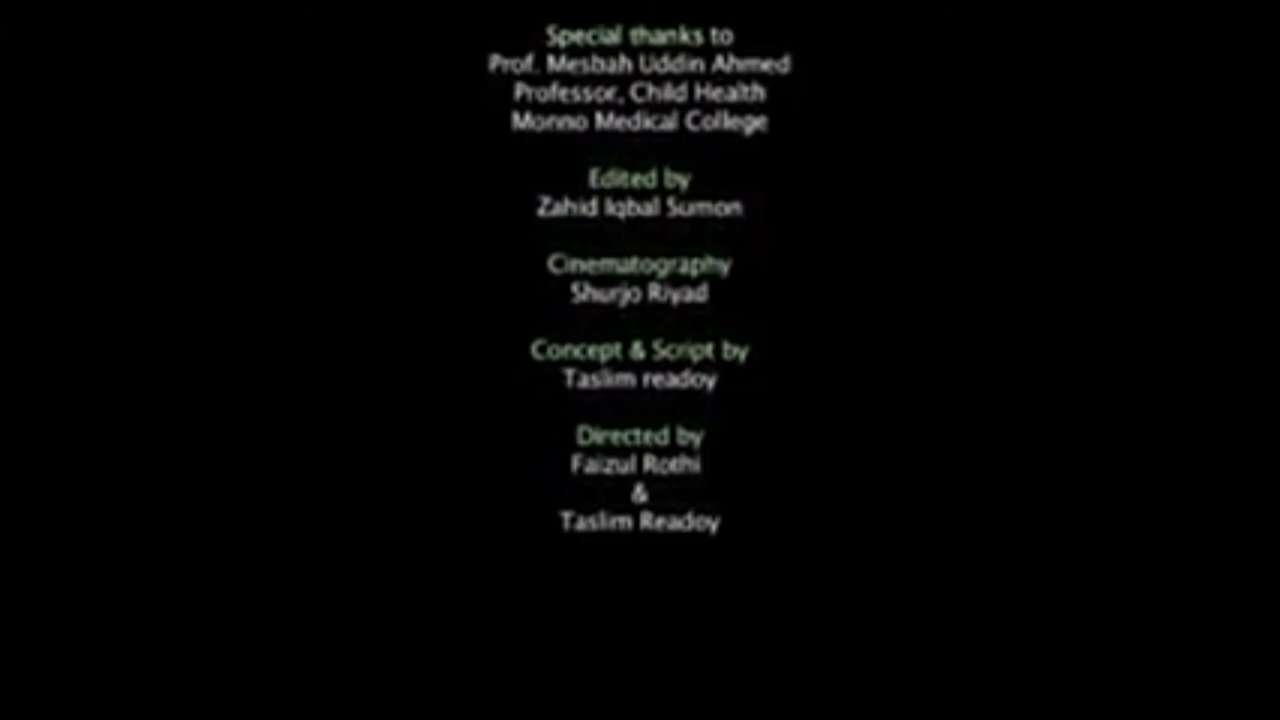 Special thanks to
Prof. Mesbah Uddin Ahmed
Professor, Child Health
Monno Medical College
Edited by
Zahid Iqbal Sumon
Cinematography
Shurjo Riyad
Concept & Script by
Taslim readoy
Directed by
Faizul Rothi
&
Taslim Readoy